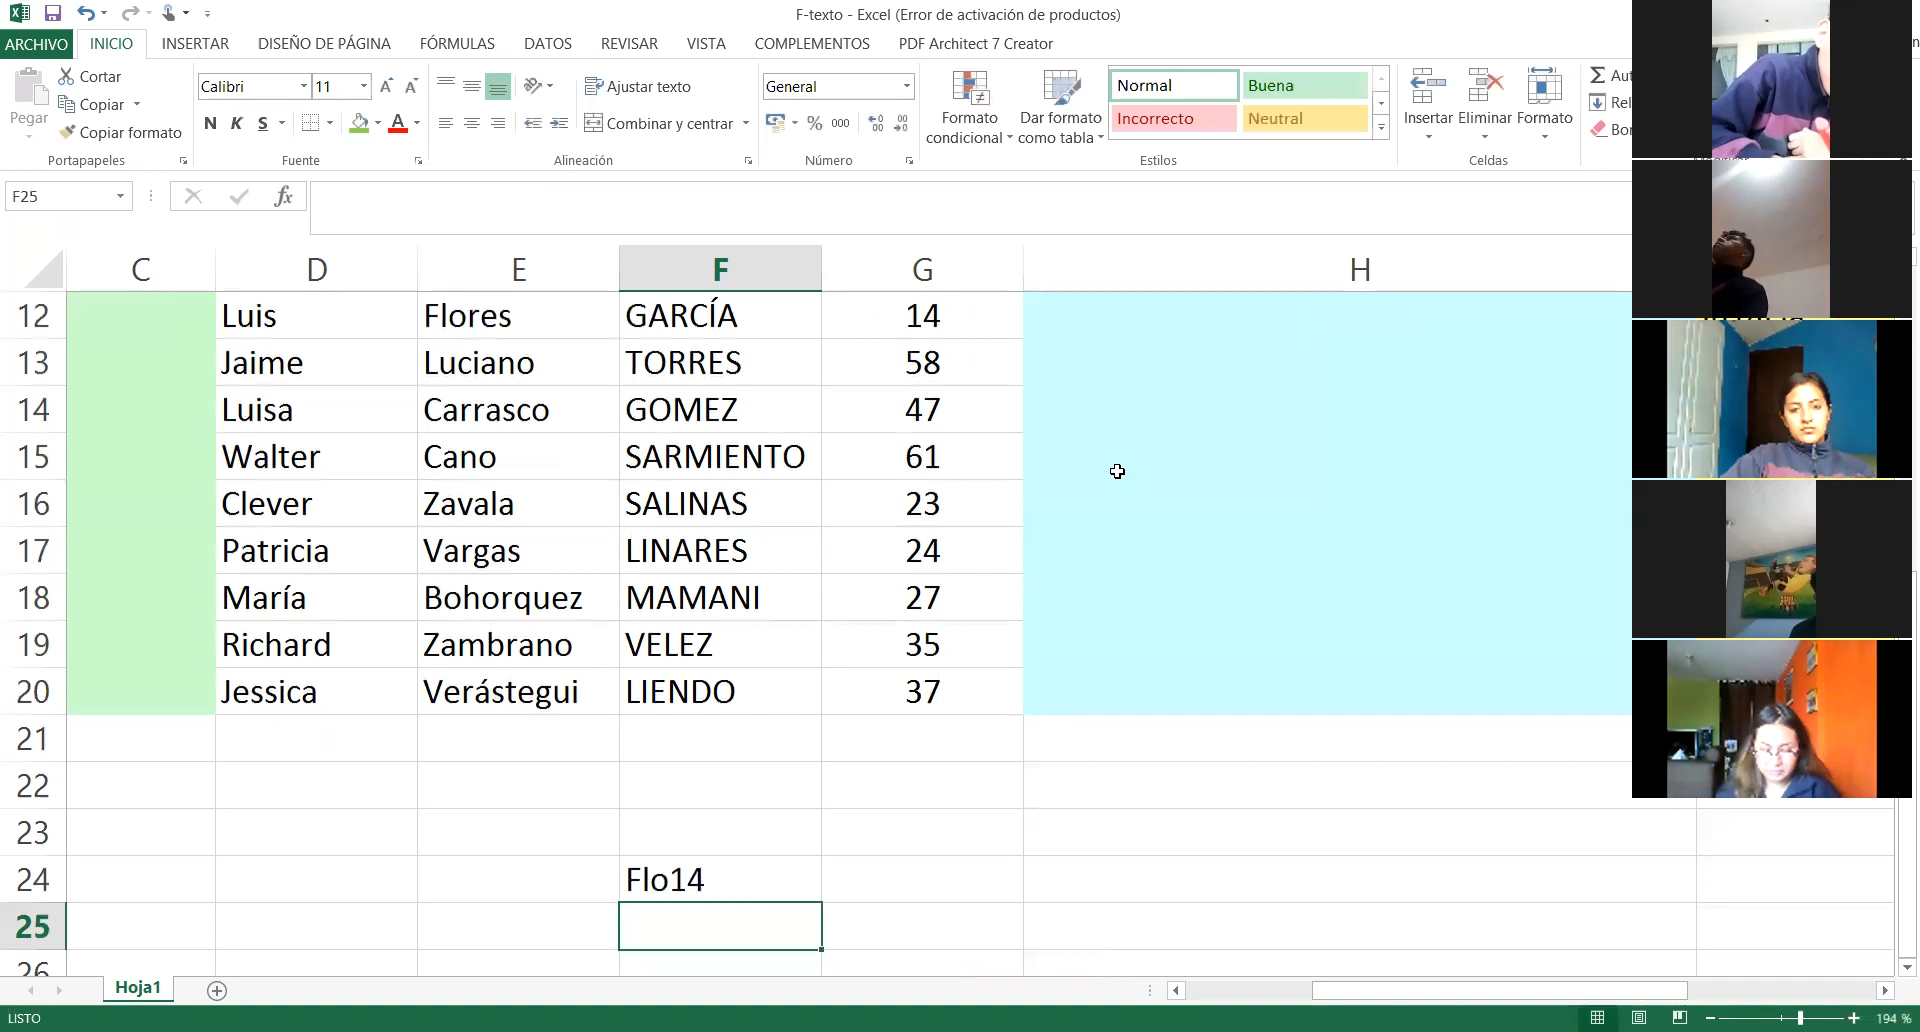 F-texto - Excel (Error de activación de productos)
ARCHIVO INICIO INSERTAR DISEÑO DE PÁGINA FÓRMULAS DATOS REVISAR VISTA COMPLEMENTOS PDF Architect 7 Creator
Pegar
Cortar
Copiar
Copiar formato
Portapapeles
Calibri 11
N K S
Fuente
Ajustar texto
Combinar y centrar
Alineación
General
% 000
Número
Formato condicional
Dar formato como tabla
Normal Buena
Incorrecto Neutral
Estilos
Insertar Eliminar Formato
Celdas
Σ Aut
Rel
Bor
F25 fx
C D E F G H
12 Luis Flores GARCÍA 14
13 Jaime Luciano TORRES 58
14 Luisa Carrasco GOMEZ 47
15 Walter Cano SARMIENTO 61
16 Clever Zavala SALINAS 23
17 Patricia Vargas LINARES 24
18 María Bohorquez MAMANI 27
19 Richard Zambrano VELEZ 35
20 Jessica Verástegui LIENDO 37
21
22
23
24 Flo14
25
26
Hoja1
LISTO 194 %